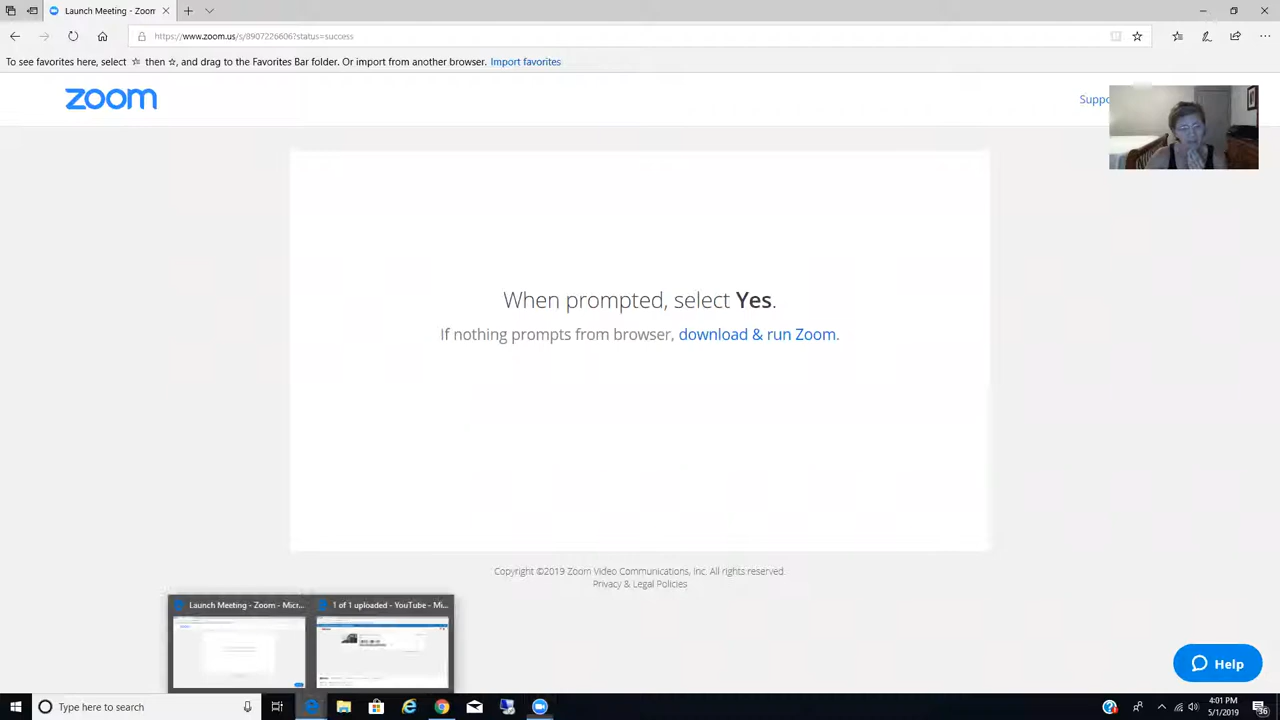 Launch Meeting - Zoom
https://www.zoom.us/s/8907226606?status=success
To see favorites here, select ☆ then ☆, and drag to the Favorites Bar folder. Or import from another browser. Import favorites
zoom
Suppo
When prompted, select Yes.
If nothing prompts from browser, download & run Zoom.
Copyright ©2019 Zoom Video Communications, Inc. All rights reserved.
Privacy & Legal Policies
Launch Meeting - Zoom - Micr...
1 of 1 uploaded - YouTube - Mi...
Help
Type here to search
4:01 PM
5/1/2019
36